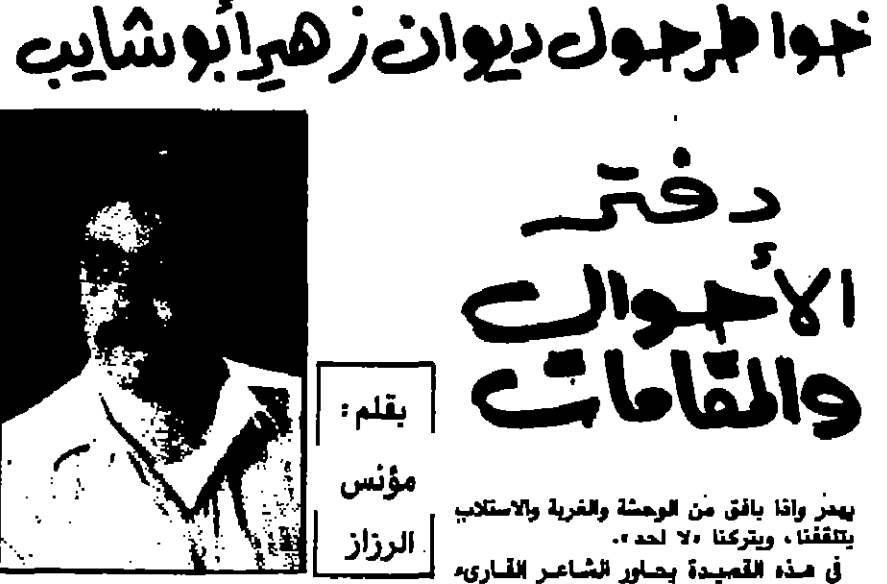 خواطر حول ديوان زهير أبو شايب
دفتر
الأحوال
والمقامات
بقلم:
مؤنس
الرزاز
يهدر واذا بافق من الوحشة والغربة والاستلاب
يتلقفنا، ويتركنا «لا احد».
في هذه القصيدة يحاور الشاعر القارىء